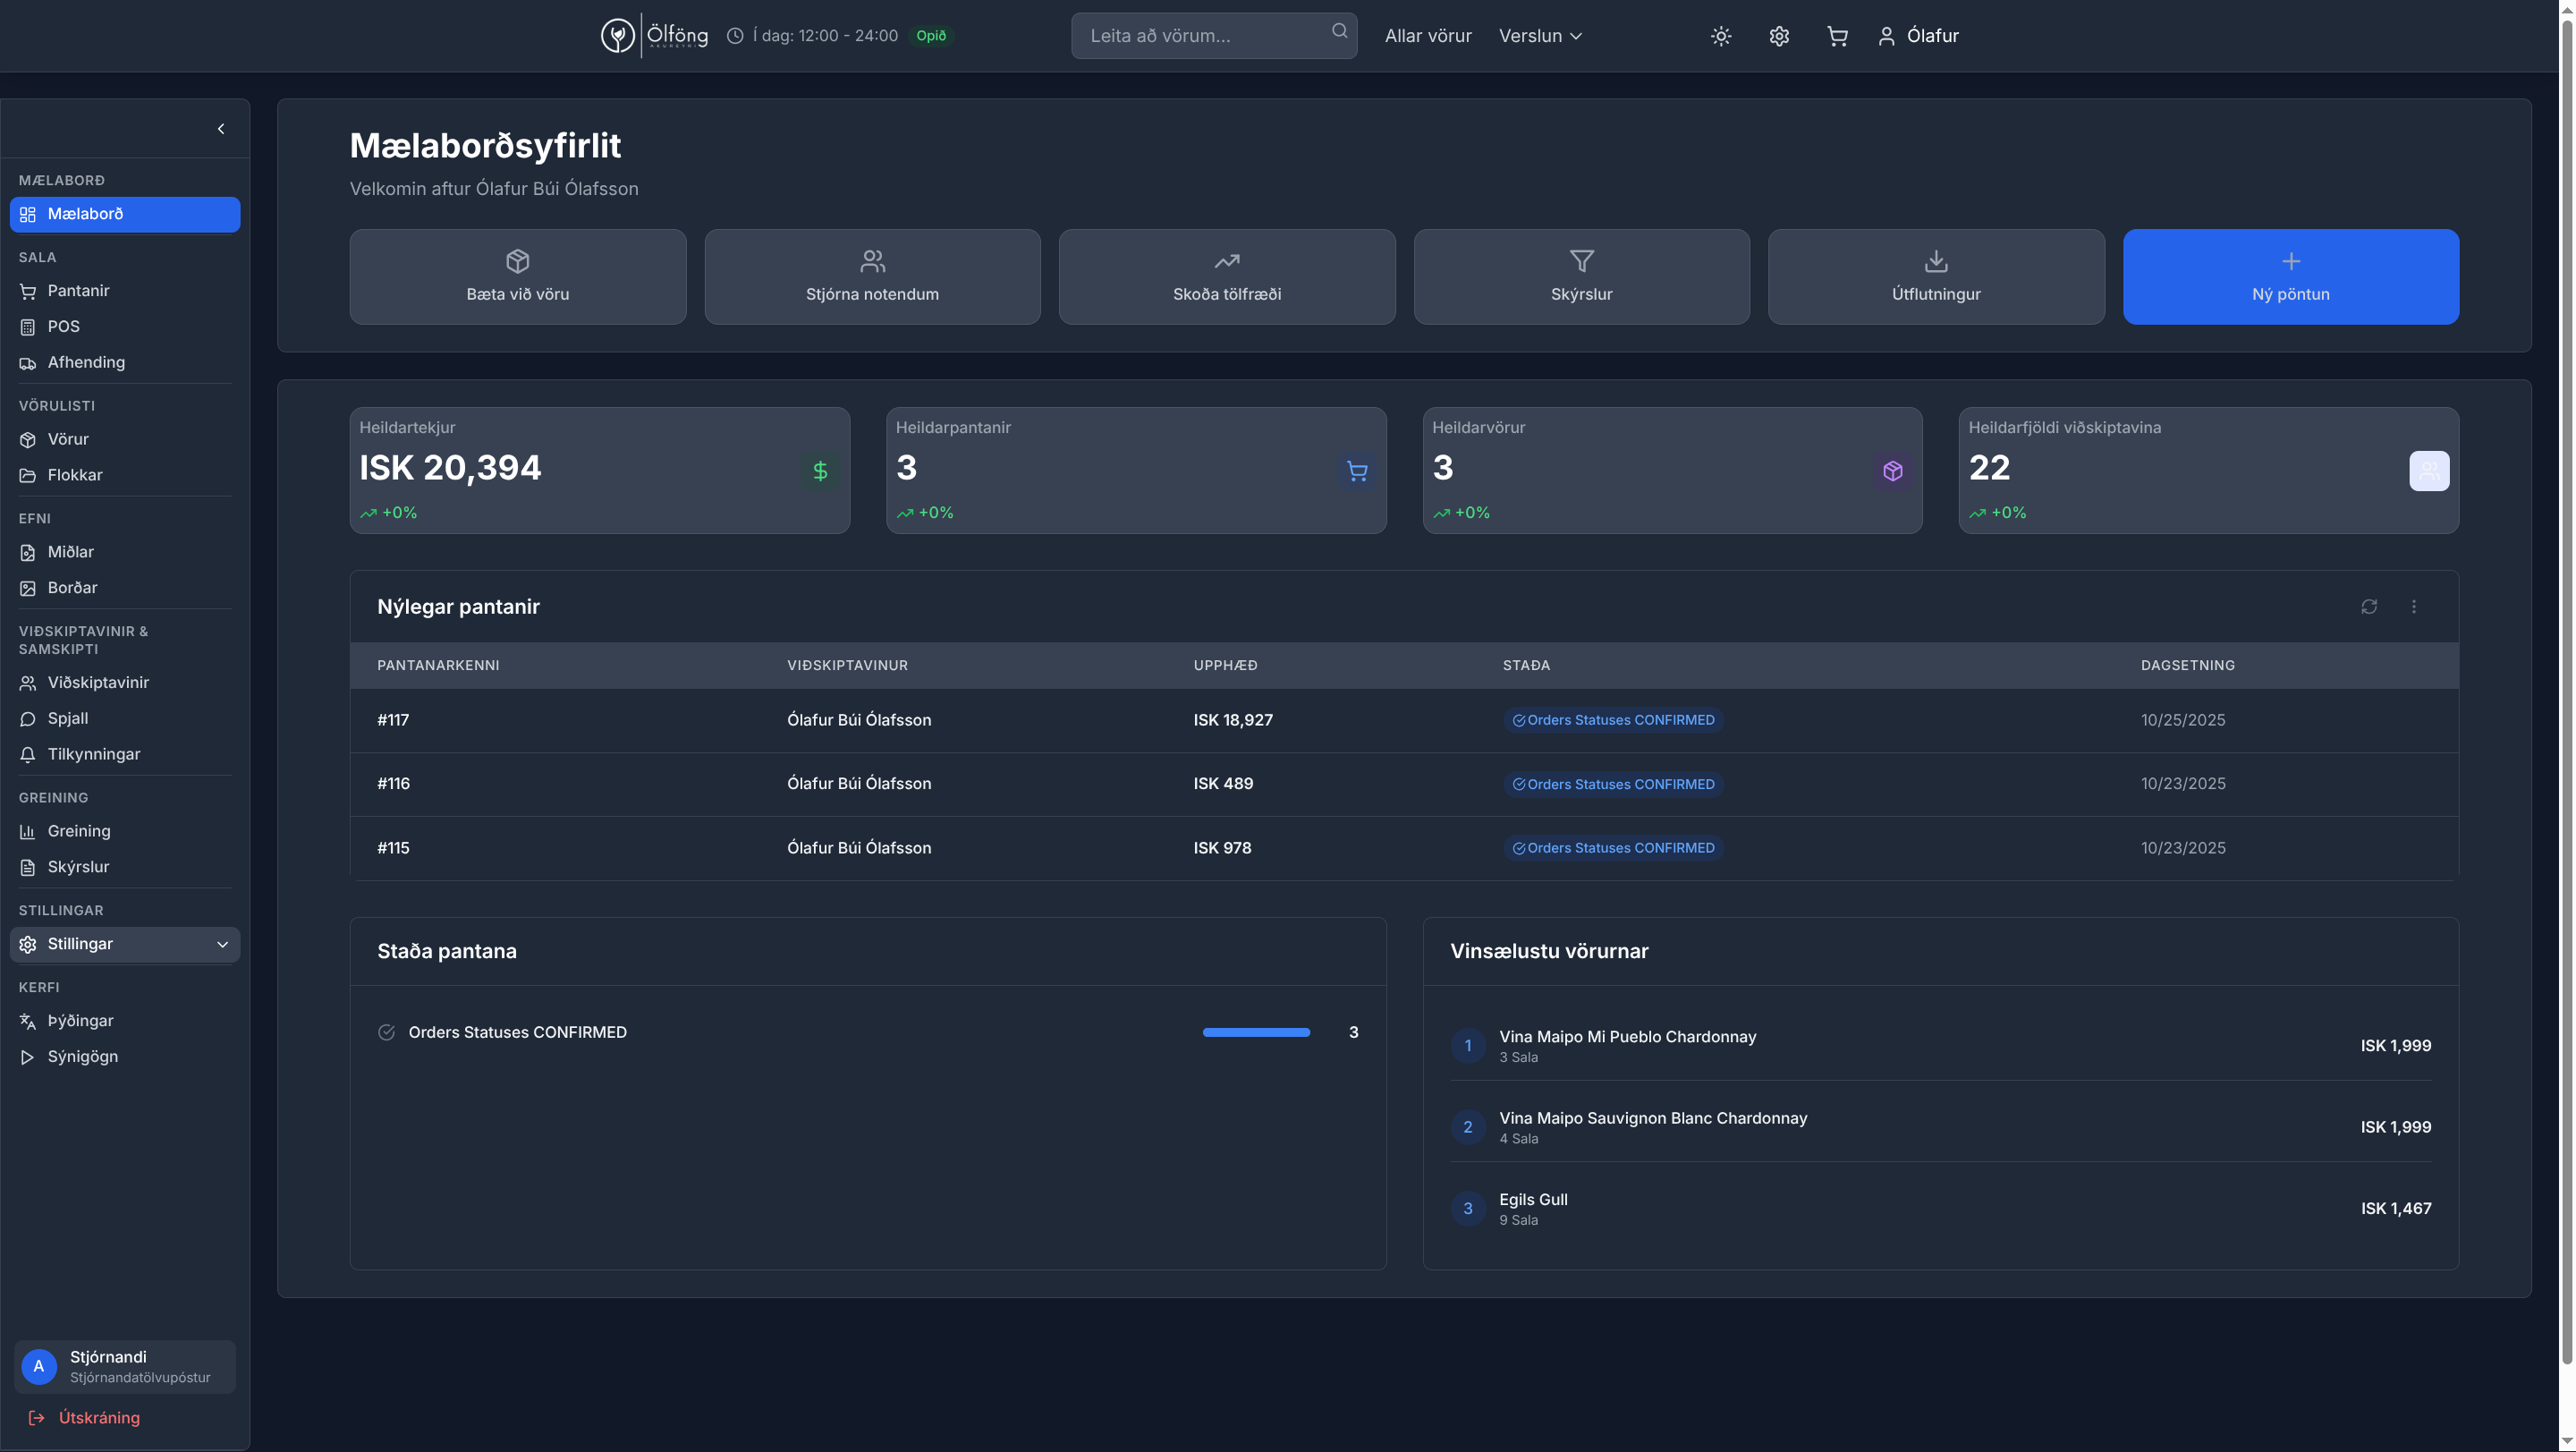 Ölföng
AKUREYRI
Í dag: 12:00 - 24:00 Opið
Leita að vörum...
Allar vörur
Verslun
Ólafur
MÆLABORÐ
Mælaborð
SALA
Pantanir
POS
Afhending
VÖRULISTI
Vörur
Flokkar
EFNI
Miðlar
Borðar
VIÐSKIPTAVINIR &
SAMSKIPTI
Viðskiptavinir
Spjall
Tilkynningar
GREINING
Greining
Skýrslur
STILLINGAR
Stillingar
KERFI
Þýðingar
Sýnigögn
A
Stjórnandi
Stjórnandatölvupóstur
Útskráning
Mælaborðsyfirlit
Velkomin aftur Ólafur Búi Ólafsson
Bæta við vöru
Stjórna notendum
Skoða tölfræði
Skýrslur
Útflutningur
Ný pöntun
Heildartekjur
ISK 20,394
+0%
Heildarpantanir
3
+0%
Heildarvörur
3
+0%
Heildarfjöldi viðskiptavina
22
+0%
Nýlegar pantanir
PANTANARKENNI VIÐSKIPTAVINUR UPPHÆÐ STAÐA DAGSETNING
#117 Ólafur Búi Ólafsson ISK 18,927 Orders Statuses CONFIRMED 10/25/2025
#116 Ólafur Búi Ólafsson ISK 489 Orders Statuses CONFIRMED 10/23/2025
#115 Ólafur Búi Ólafsson ISK 978 Orders Statuses CONFIRMED 10/23/2025
Staða pantana
Orders Statuses CONFIRMED 3
Vinsælustu vörurnar
1 Vina Maipo Mi Pueblo Chardonnay ISK 1,999
3 Sala
2 Vina Maipo Sauvignon Blanc Chardonnay ISK 1,999
4 Sala
3 Egils Gull ISK 1,467
9 Sala